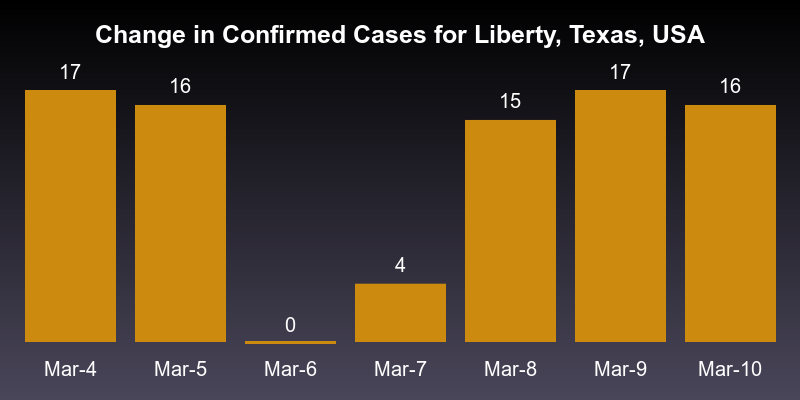 Change in Confirmed Cases for Liberty, Texas, USA
17
16
0
4
15
17
16
Mar-4
Mar-5
Mar-6
Mar-7
Mar-8
Mar-9
Mar-10